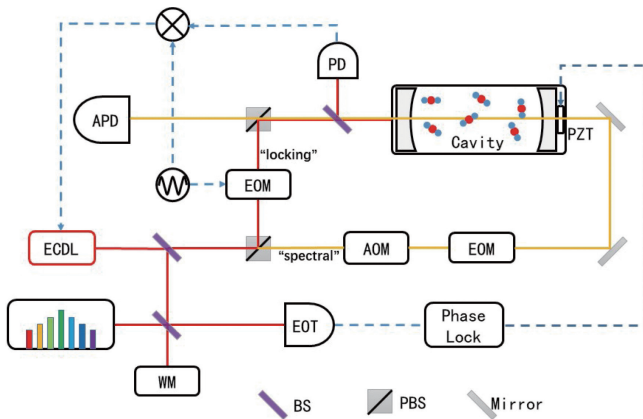 PD
APD
Cavity
PZT
“locking”
EOM
ECDL
“spectral”
AOM
EOM
EOT
Phase
Lock
WM
BS
PBS
Mirror